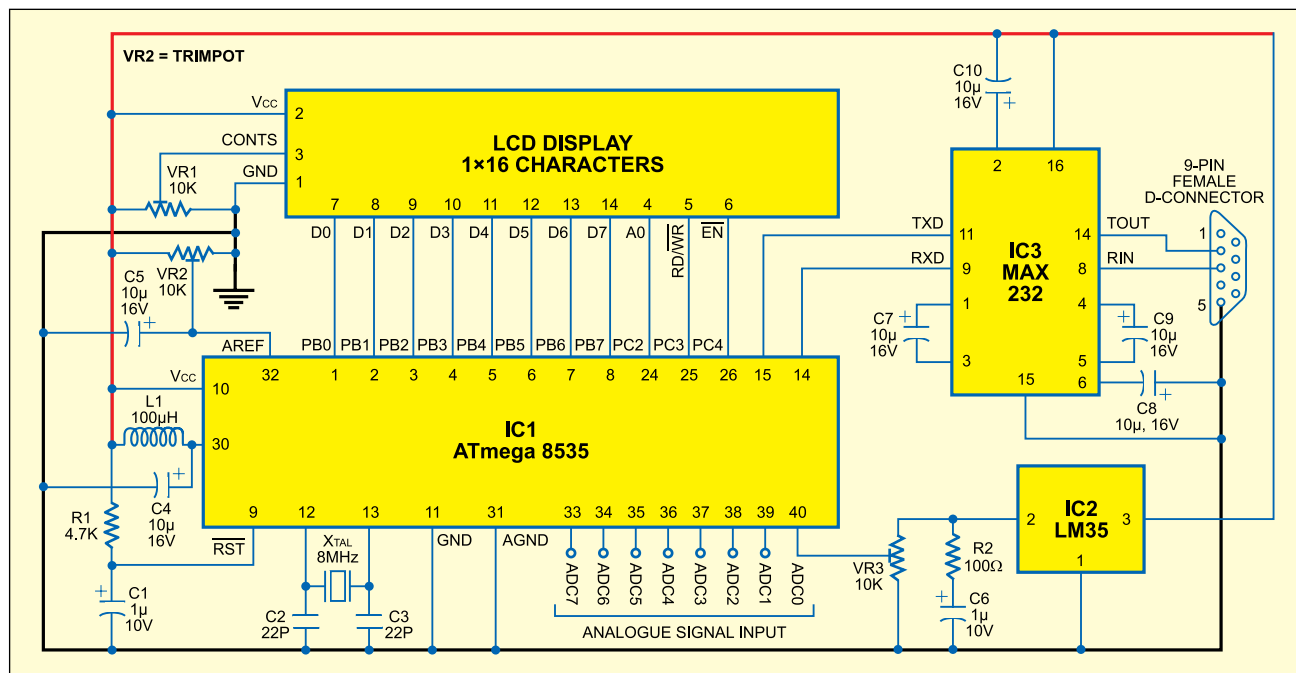 VR2 = TRIMPOT
VCC
CONTS
GND
VR1
10K
VR2
10K
C5
10µ
16V
+
2
3
1
LCD DISPLAY
1×16 CHARACTERS
7 8 9 10 11 12 13 14 4 5 6
D0 D1 D2 D3 D4 D5 D6 D7 A0 RD/WR EN
C10
10µ
16V
+
2 16
TXD
RXD
11
9
1
3
IC3
MAX
232
14
8
4
5
6
15
TOUT
RIN
9-PIN
FEMALE
D-CONNECTOR
1
5
C7
10µ
16V
+
C9
10µ
16V
+
C8
10µ, 16V
+
AREF
PB0 PB1 PB2 PB3 PB4 PB5 PB6 PB7 PC2 PC3 PC4
32 1 2 3 4 5 6 7 8 24 25 26 15 14
VCC
10
L1
100µH
30
IC1
ATmega 8535
C4
10µ
16V
+
R1
4.7K
9 12 13 11 31 33 34 35 36 37 38 39 40
RST
XTAL
8MHz
GND
AGND
ADC7 ADC6 ADC5 ADC4 ADC3 ADC2 ADC1 ADC0
ANALOGUE SIGNAL INPUT
C1
1µ
10V
+
C2
22P
C3
22P
VR3
10K
R2
100Ω
C6
1µ
10V
+
2
IC2
LM35
3
1